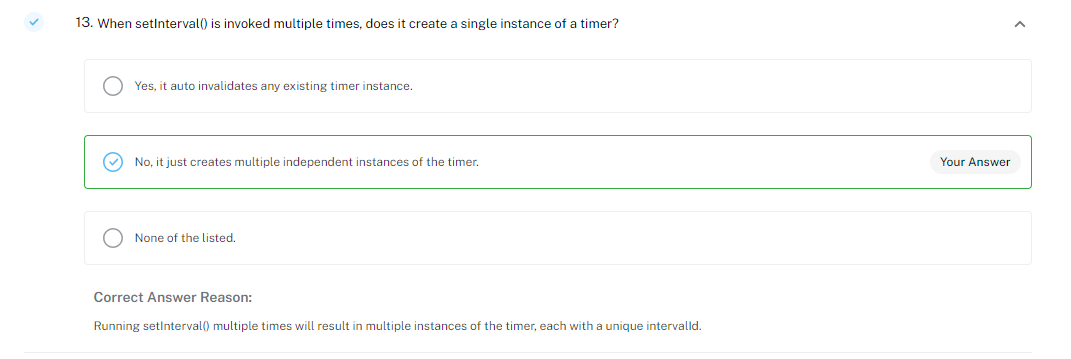 13. When setInterval() is invoked multiple times, does it create a single instance of a timer?
Yes, it auto invalidates any existing timer instance.
No, it just creates multiple independent instances of the timer.
Your Answer
None of the listed.
Correct Answer Reason:
Running setInterval() multiple times will result in multiple instances of the timer, each with a unique intervalId.